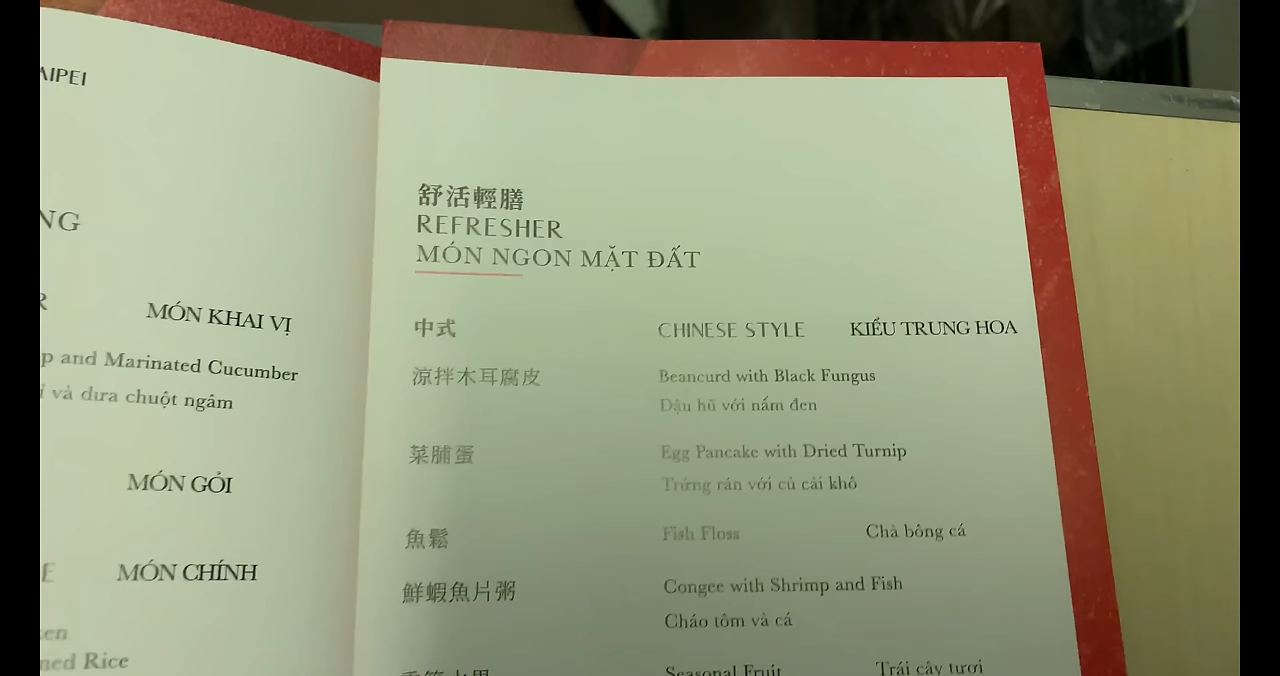 AIPEI
NG
MÓN KHAI VỊ
and Marinated Cucumber
và dưa chuột ngâm
MÓN GỎI
MÓN CHÍNH
Rice
舒活輕膳
REFRESHER
MÓN NGON MẶT ĐẤT
中式 CHINESE STYLE KIỂU TRUNG HOA
涼拌木耳腐皮 Beancurd with Black Fungus
Dậu hũ với nấm đen
菜脯蛋 Egg Pancake with Dried Turnip
Trứng rán với củ cải khô
魚鬆 Fish Floss Chà bông cá
鮮蝦魚片粥 Congee with Shrimp and Fish
Cháo tôm và cá
Seasonal Fruit Trái cây tươi